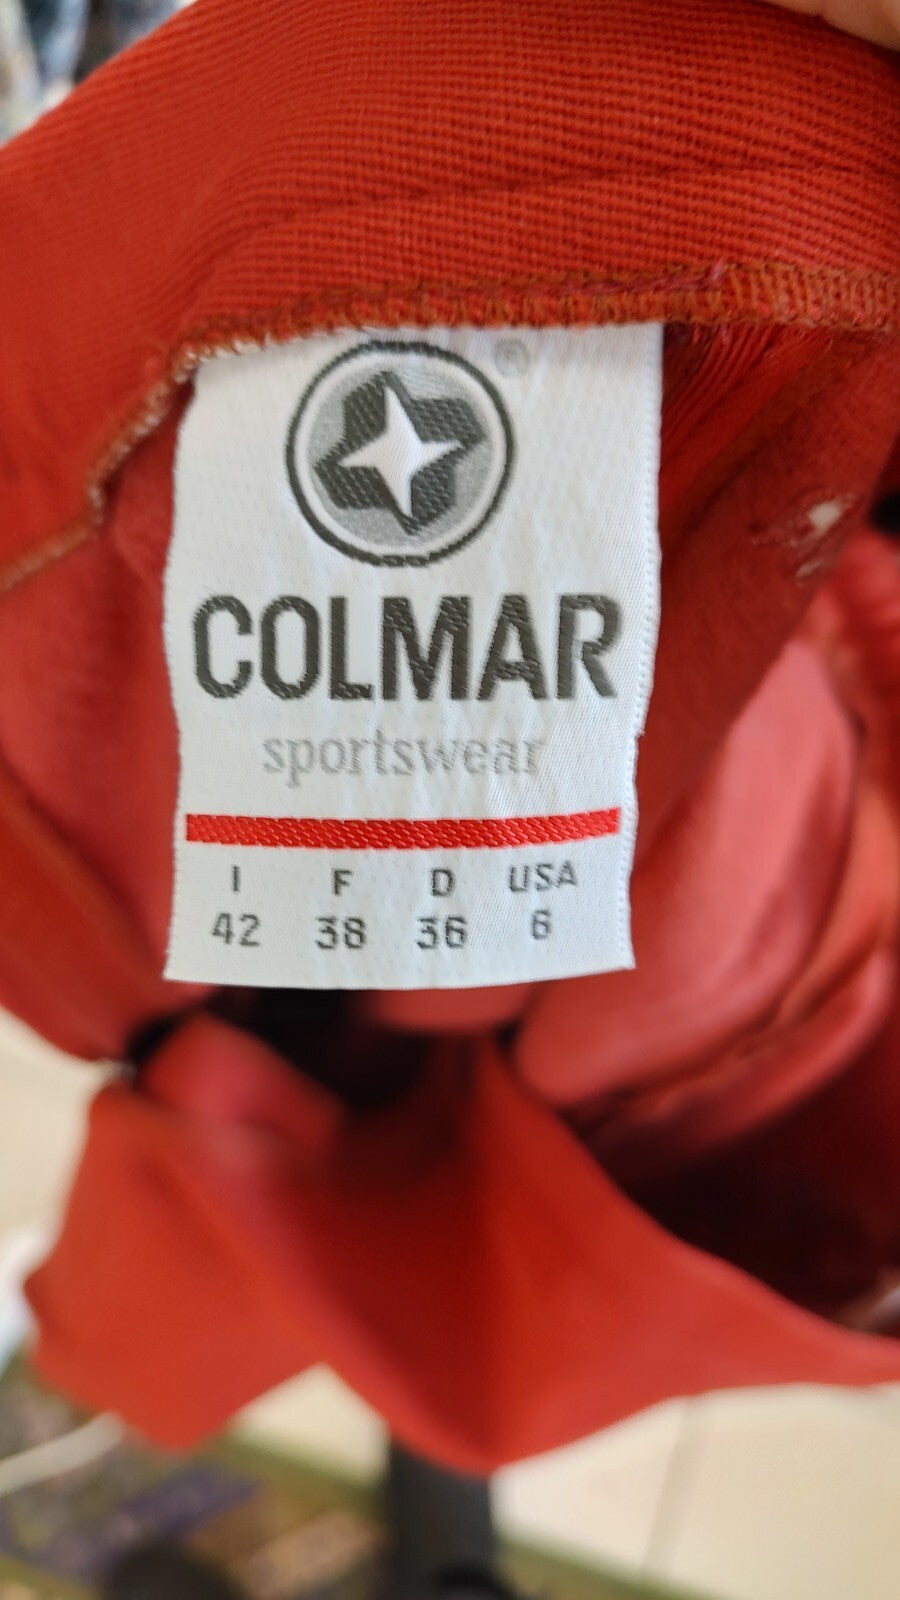 ®
COLMAR
sportswear
I F D USA
42 38 36 6